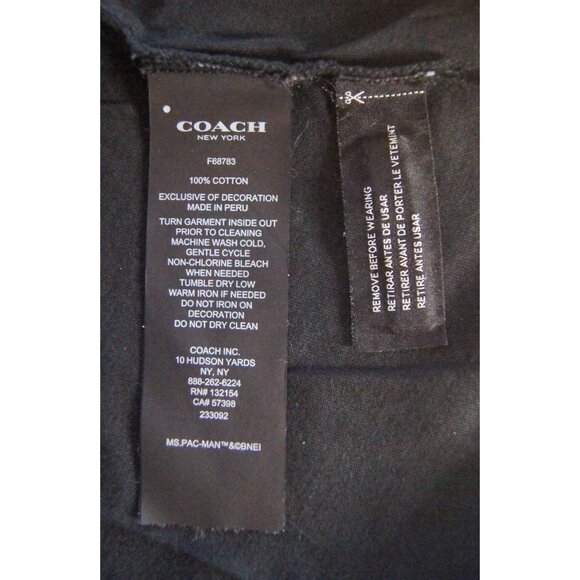 COACH
NEW YORK
F68783
100% COTTON
EXCLUSIVE OF DECORATION
MADE IN PERU
TURN GARMENT INSIDE OUT
PRIOR TO CLEANING
MACHINE WASH COLD,
GENTLE CYCLE
NON-CHLORINE BLEACH
WHEN NEEDED
TUMBLE DRY LOW
WARM IRON IF NEEDED
DO NOT IRON ON
DECORATION
DO NOT DRY CLEAN
COACH INC.
10 HUDSON YARDS
NY, NY
888-262-6224
RN# 132154
CA# 57398
233092
MS.PAC-MAN™&©BNEI
REMOVE BEFORE WEARING
RETIRAR ANTES DE USAR
RETIRER AVANT DE PORTER LE VETEMENT
RETIRE ANTES USAR